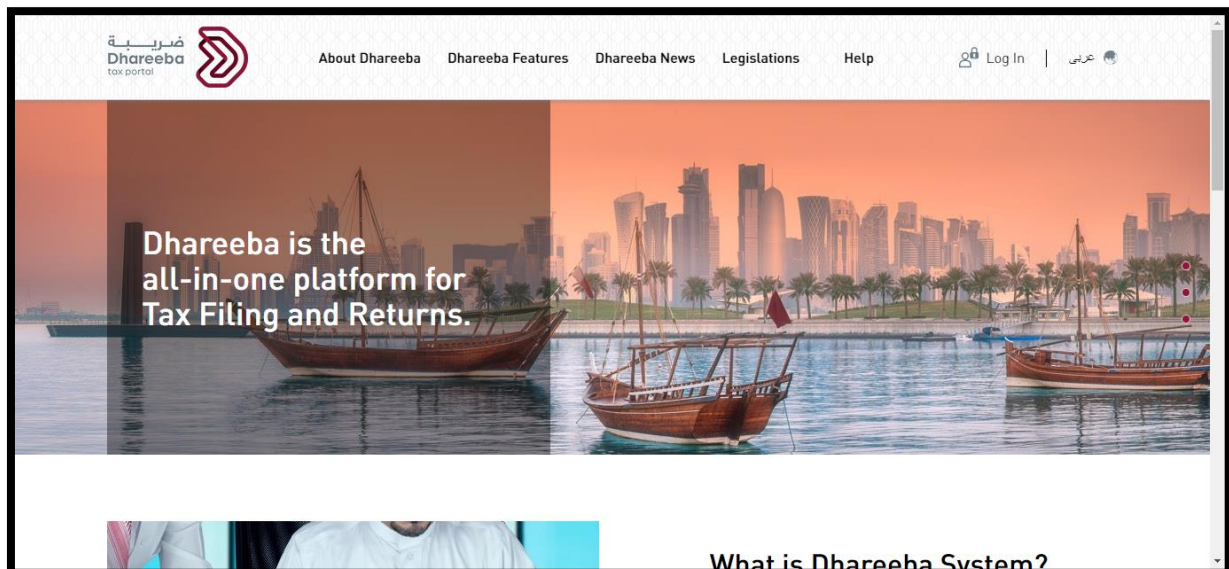 ضريبة
Dhareeba
tax portal
About Dhareeba
Dhareeba Features
Dhareeba News
Legislations
Help
Log In
عربي
Dhareeba is the
all-in-one platform for
Tax Filing and Returns.
What is Dhareeba System?